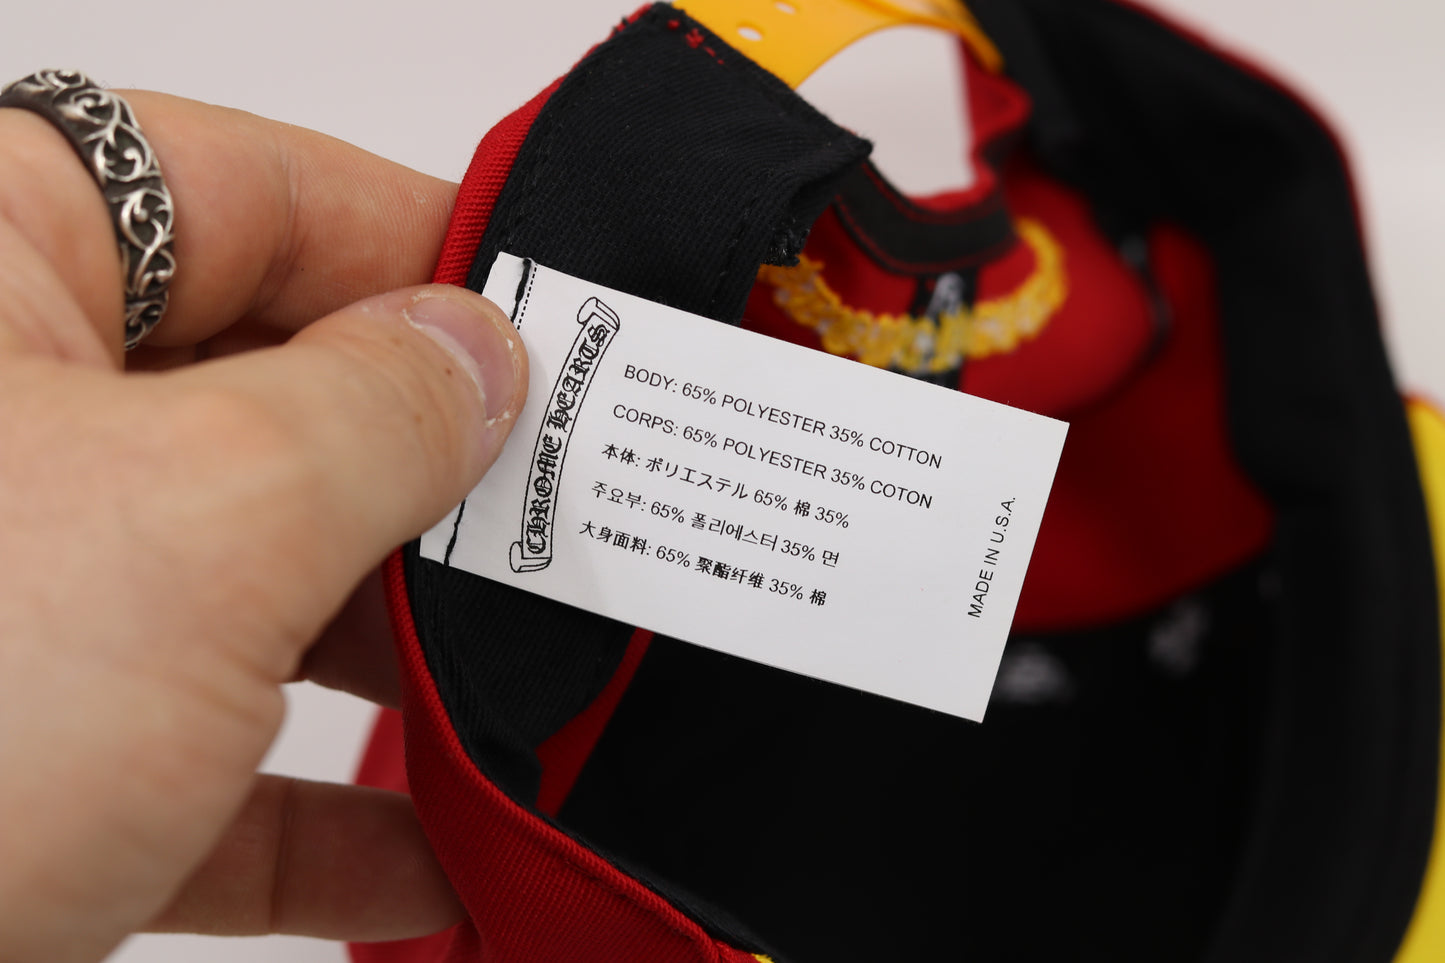 CHROME HEARTS
BODY: 65% POLYESTER 35% COTTON
CORPS: 65% POLYESTER 35% COTON
本体: ポリエステル 65% 棉 35%
주요부: 65% 폴리에스터 35% 면
大身面料: 65% 聚酯纤维 35% 棉
MADE IN U.S.A.